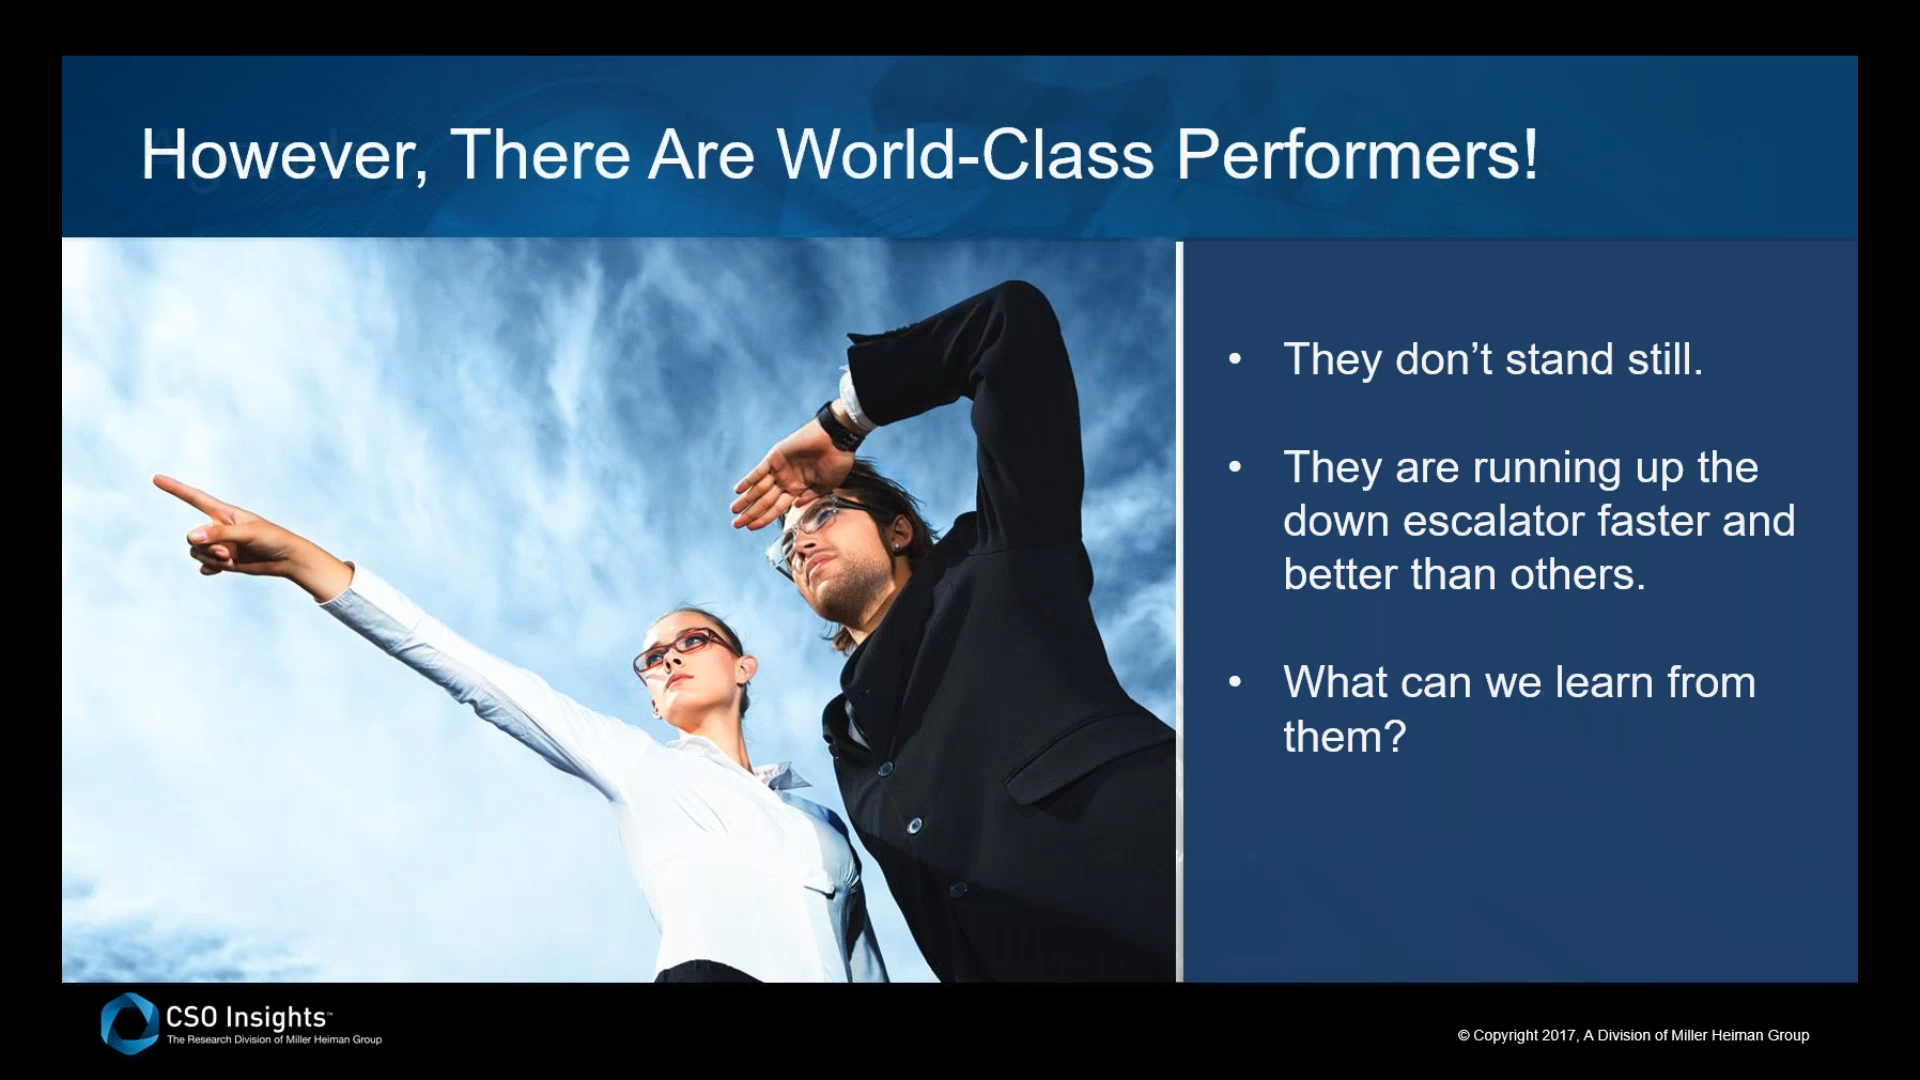 However, There Are World-Class Performers!
• They don’t stand still.
• They are running up the
down escalator faster and
better than others.
• What can we learn from
them?
CSO Insights™
The Research Division of Miller Heiman Group
© Copyright 2017, A Division of Miller Heiman Group